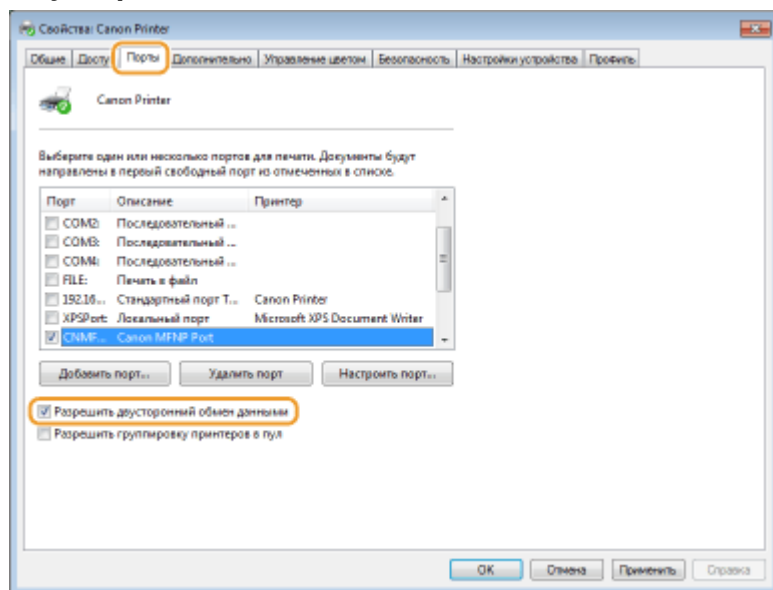 Свойства: Canon Printer
Общие Досту Порты Дополнительно Управление цветом Безопасность Настройки устройства Профиль
Canon Printer
Выберите один или несколько портов для печати. Документы будут
направлены в первый свободный порт из отмеченных в списке.
Порт Описание Принтер
COM2: Последовательный ...
COM3: Последовательный ...
COM4: Последовательный ...
FILE: Печать в файл
192.16... Стандартный порт T... Canon Printer
XPSPort: Локальный порт Microsoft XPS Document Writer
CNMF... Canon MFNP Port
Добавить порт... Удалить порт Настроить порт...
Разрешить двусторонний обмен данными
Разрешить группировку принтеров в пул
OK Отмена Применить Справка